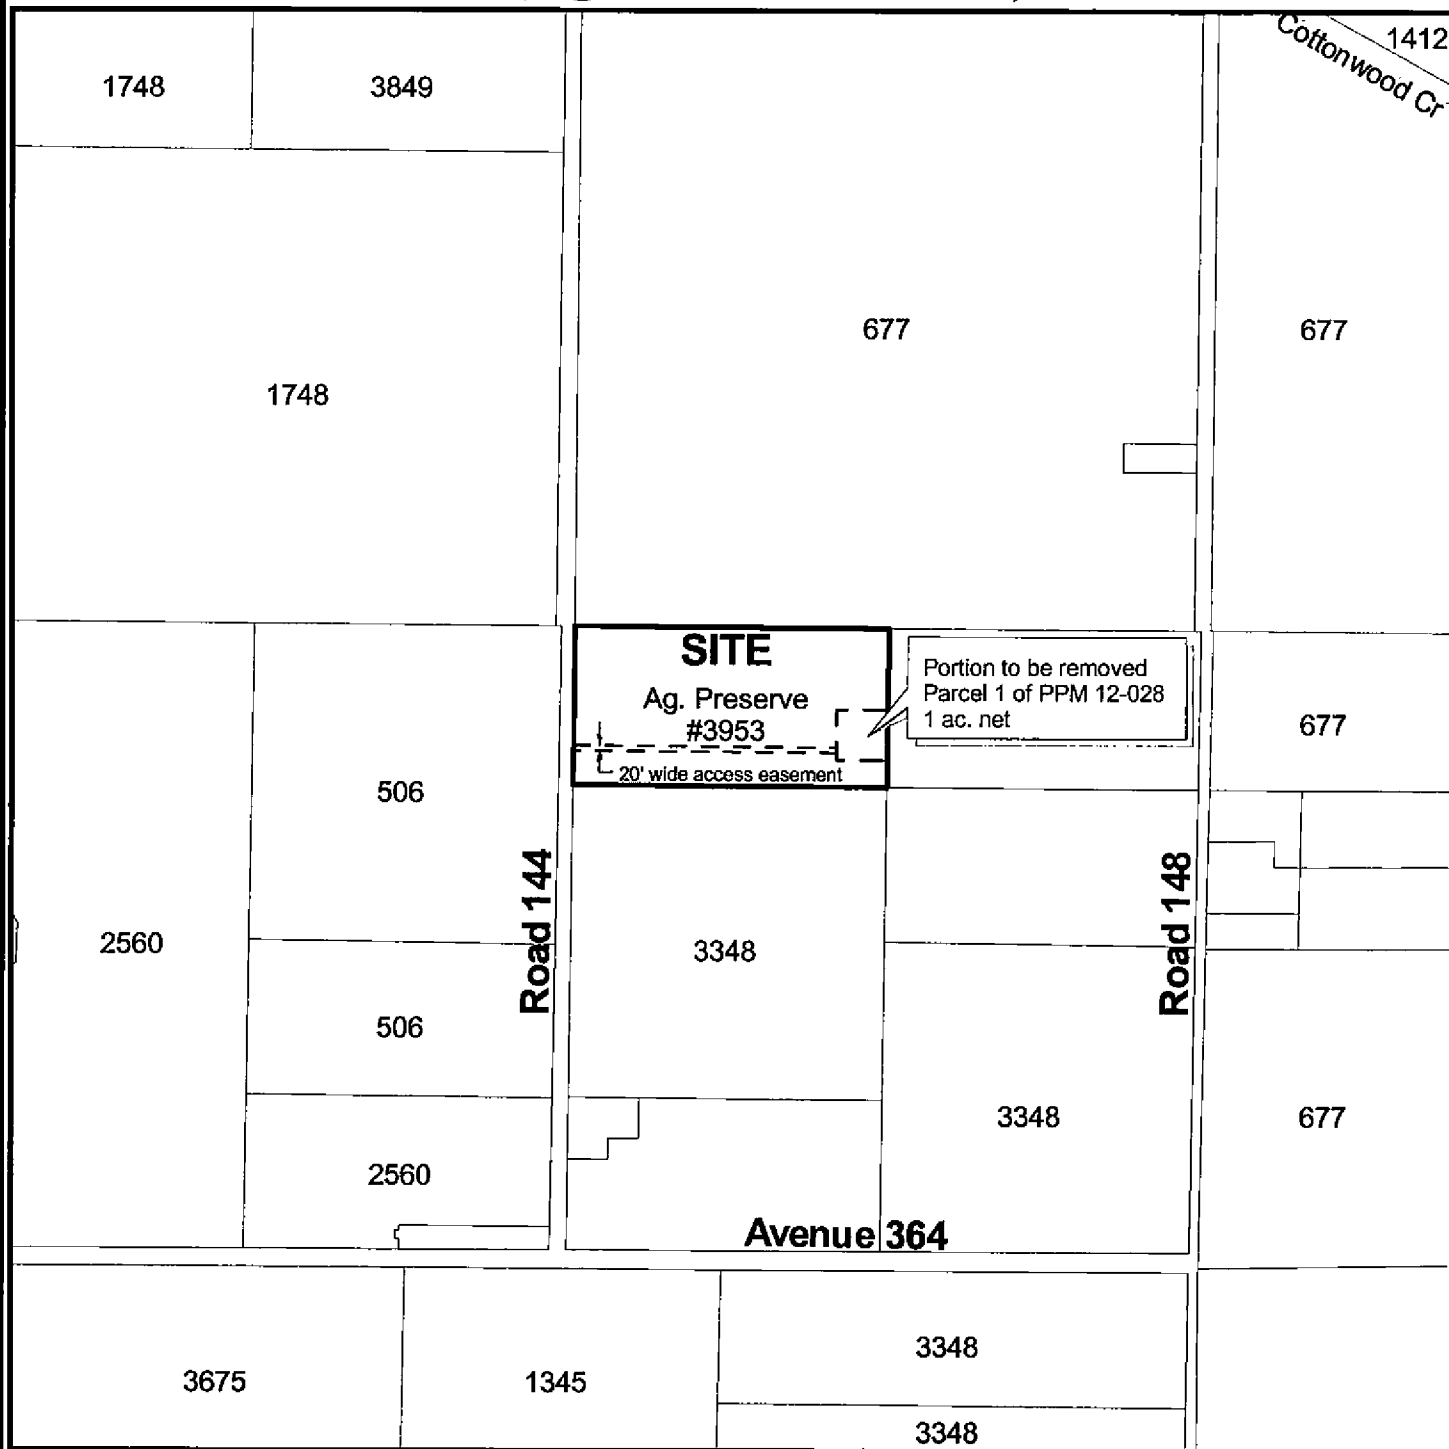 Cottonwood Cr
1412
1748
3849
677
677
1748
SITE
Ag. Preserve
#3953
20' wide access easement
Portion to be removed
Parcel 1 of PPM 12-028
1 ac. net
677
506
Road 144
Road 148
2560
3348
506
3348
677
2560
Avenue 364
3348
3675
1345
3348